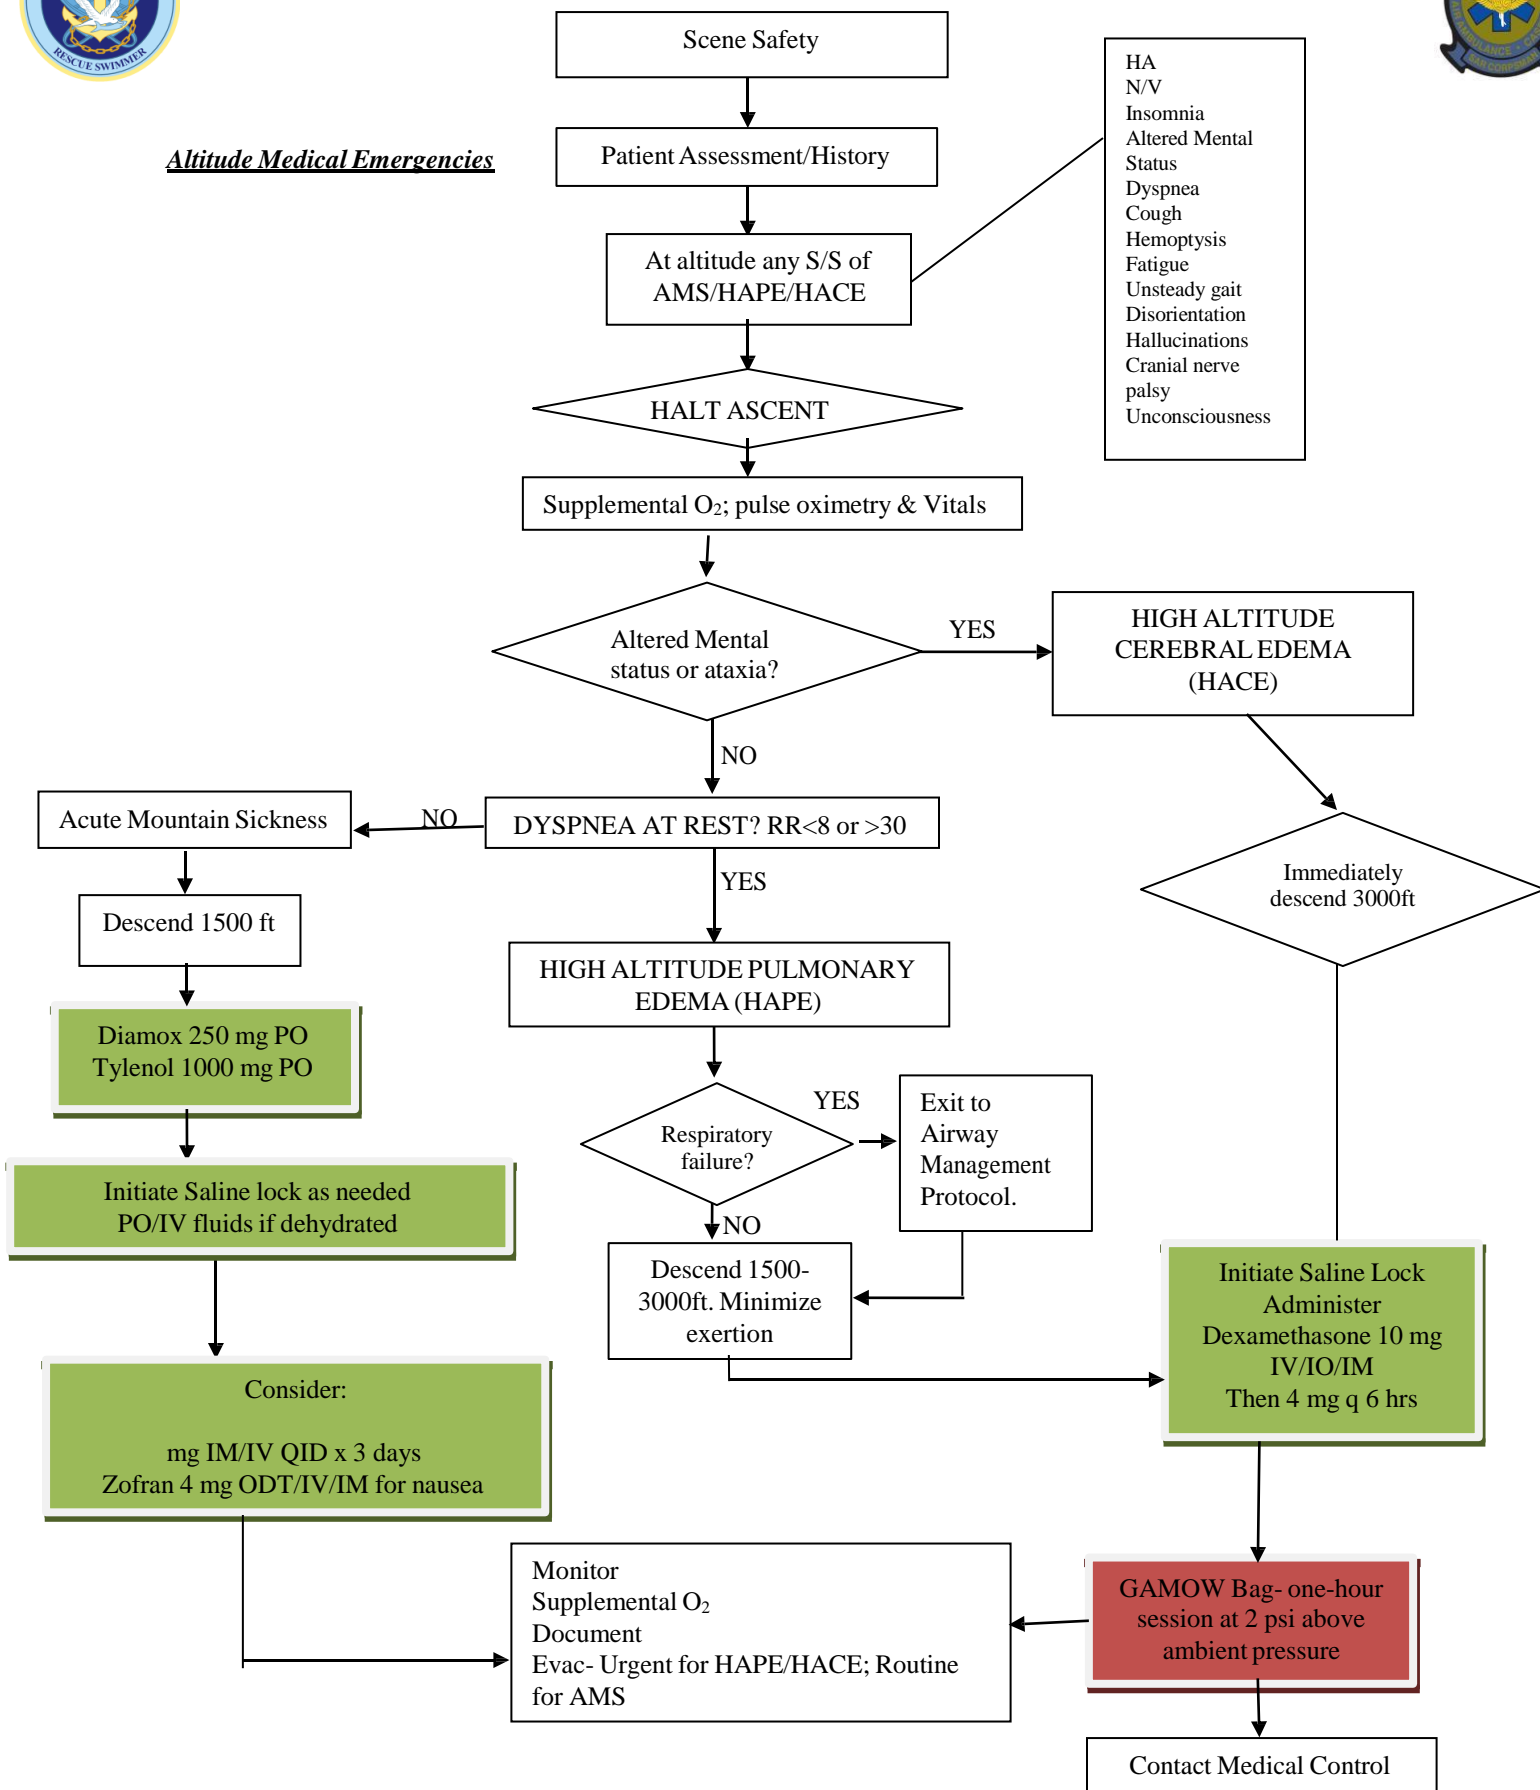 RESCUE SWIMMER
AIR AMBULANCE
SAR CORPSMAN
Scene Safety
HA
N/V
Insomnia
Altered Mental
Status
Dyspnea
Cough
Hemoptysis
Fatigue
Unsteady gait
Disorientation
Hallucinations
Cranial nerve
palsy
Unconsciousness
Altitude Medical Emergencies
Patient Assessment/History
At altitude any S/S of
AMS/HAPE/HACE
HALT ASCENT
Supplemental O2; pulse oximetry & Vitals
Altered Mental
status or ataxia?
YES
HIGH ALTITUDE
CEREBRAL EDEMA
(HACE)
NO
Acute Mountain Sickness
NO
DYSPNEA AT REST? RR<8 or >30
YES
Immediately
descend 3000ft
Descend 1500 ft
HIGH ALTITUDE PULMONARY
EDEMA (HAPE)
Diamox 250 mg PO
Tylenol 1000 mg PO
Respiratory
failure?
YES
Exit to
Airway
Management
Protocol.
NO
Initiate Saline lock as needed
PO/IV fluids if dehydrated
Descend 1500-
3000ft. Minimize
exertion
Initiate Saline Lock
Administer
Dexamethasone 10 mg
IV/IO/IM
Then 4 mg q 6 hrs
Consider:
mg IM/IV QID x 3 days
Zofran 4 mg ODT/IV/IM for nausea
Monitor
Supplemental O2
Document
Evac- Urgent for HAPE/HACE; Routine
for AMS
GAMOW Bag- one-hour
session at 2 psi above
ambient pressure
Contact Medical Control